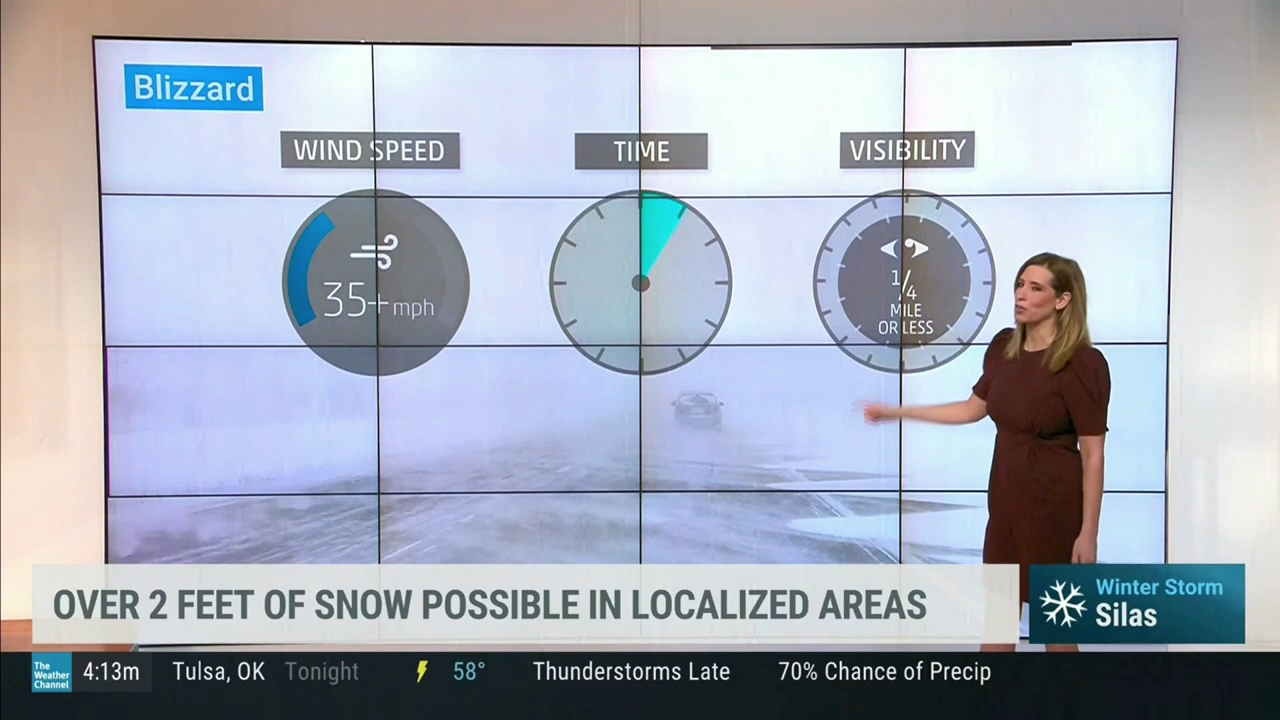 Blizzard
WIND SPEED
TIME
VISIBILITY
35+ mph
1/4
MILE
OR LESS
OVER 2 FEET OF SNOW POSSIBLE IN LOCALIZED AREAS
Winter Storm
Silas
The
Weather
Channel
4:13m
Tulsa, OK Tonight 58° Thunderstorms Late 70% Chance of Precip